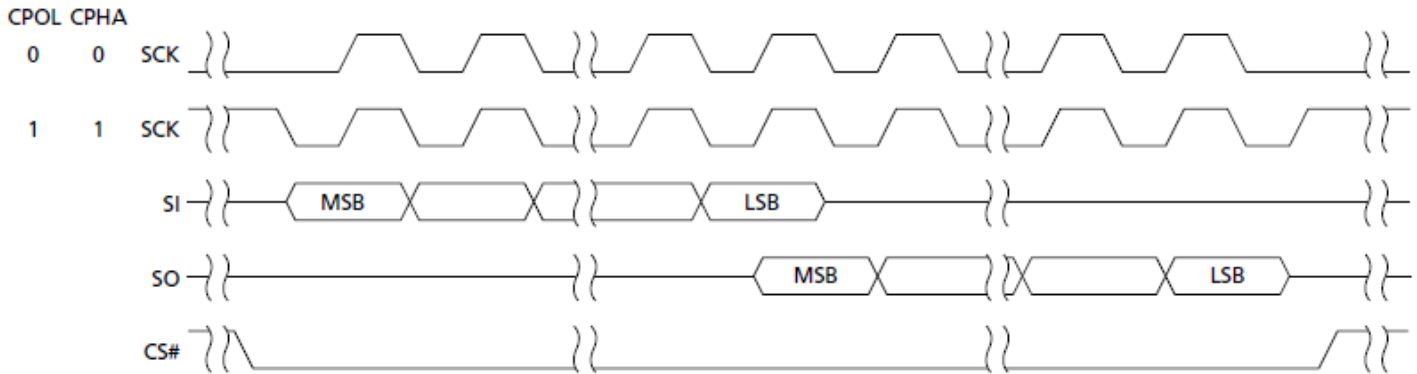 CPOL CPHA
0 0 SCK
1 1 SCK
SI MSB LSB
SO MSB LSB
CS#